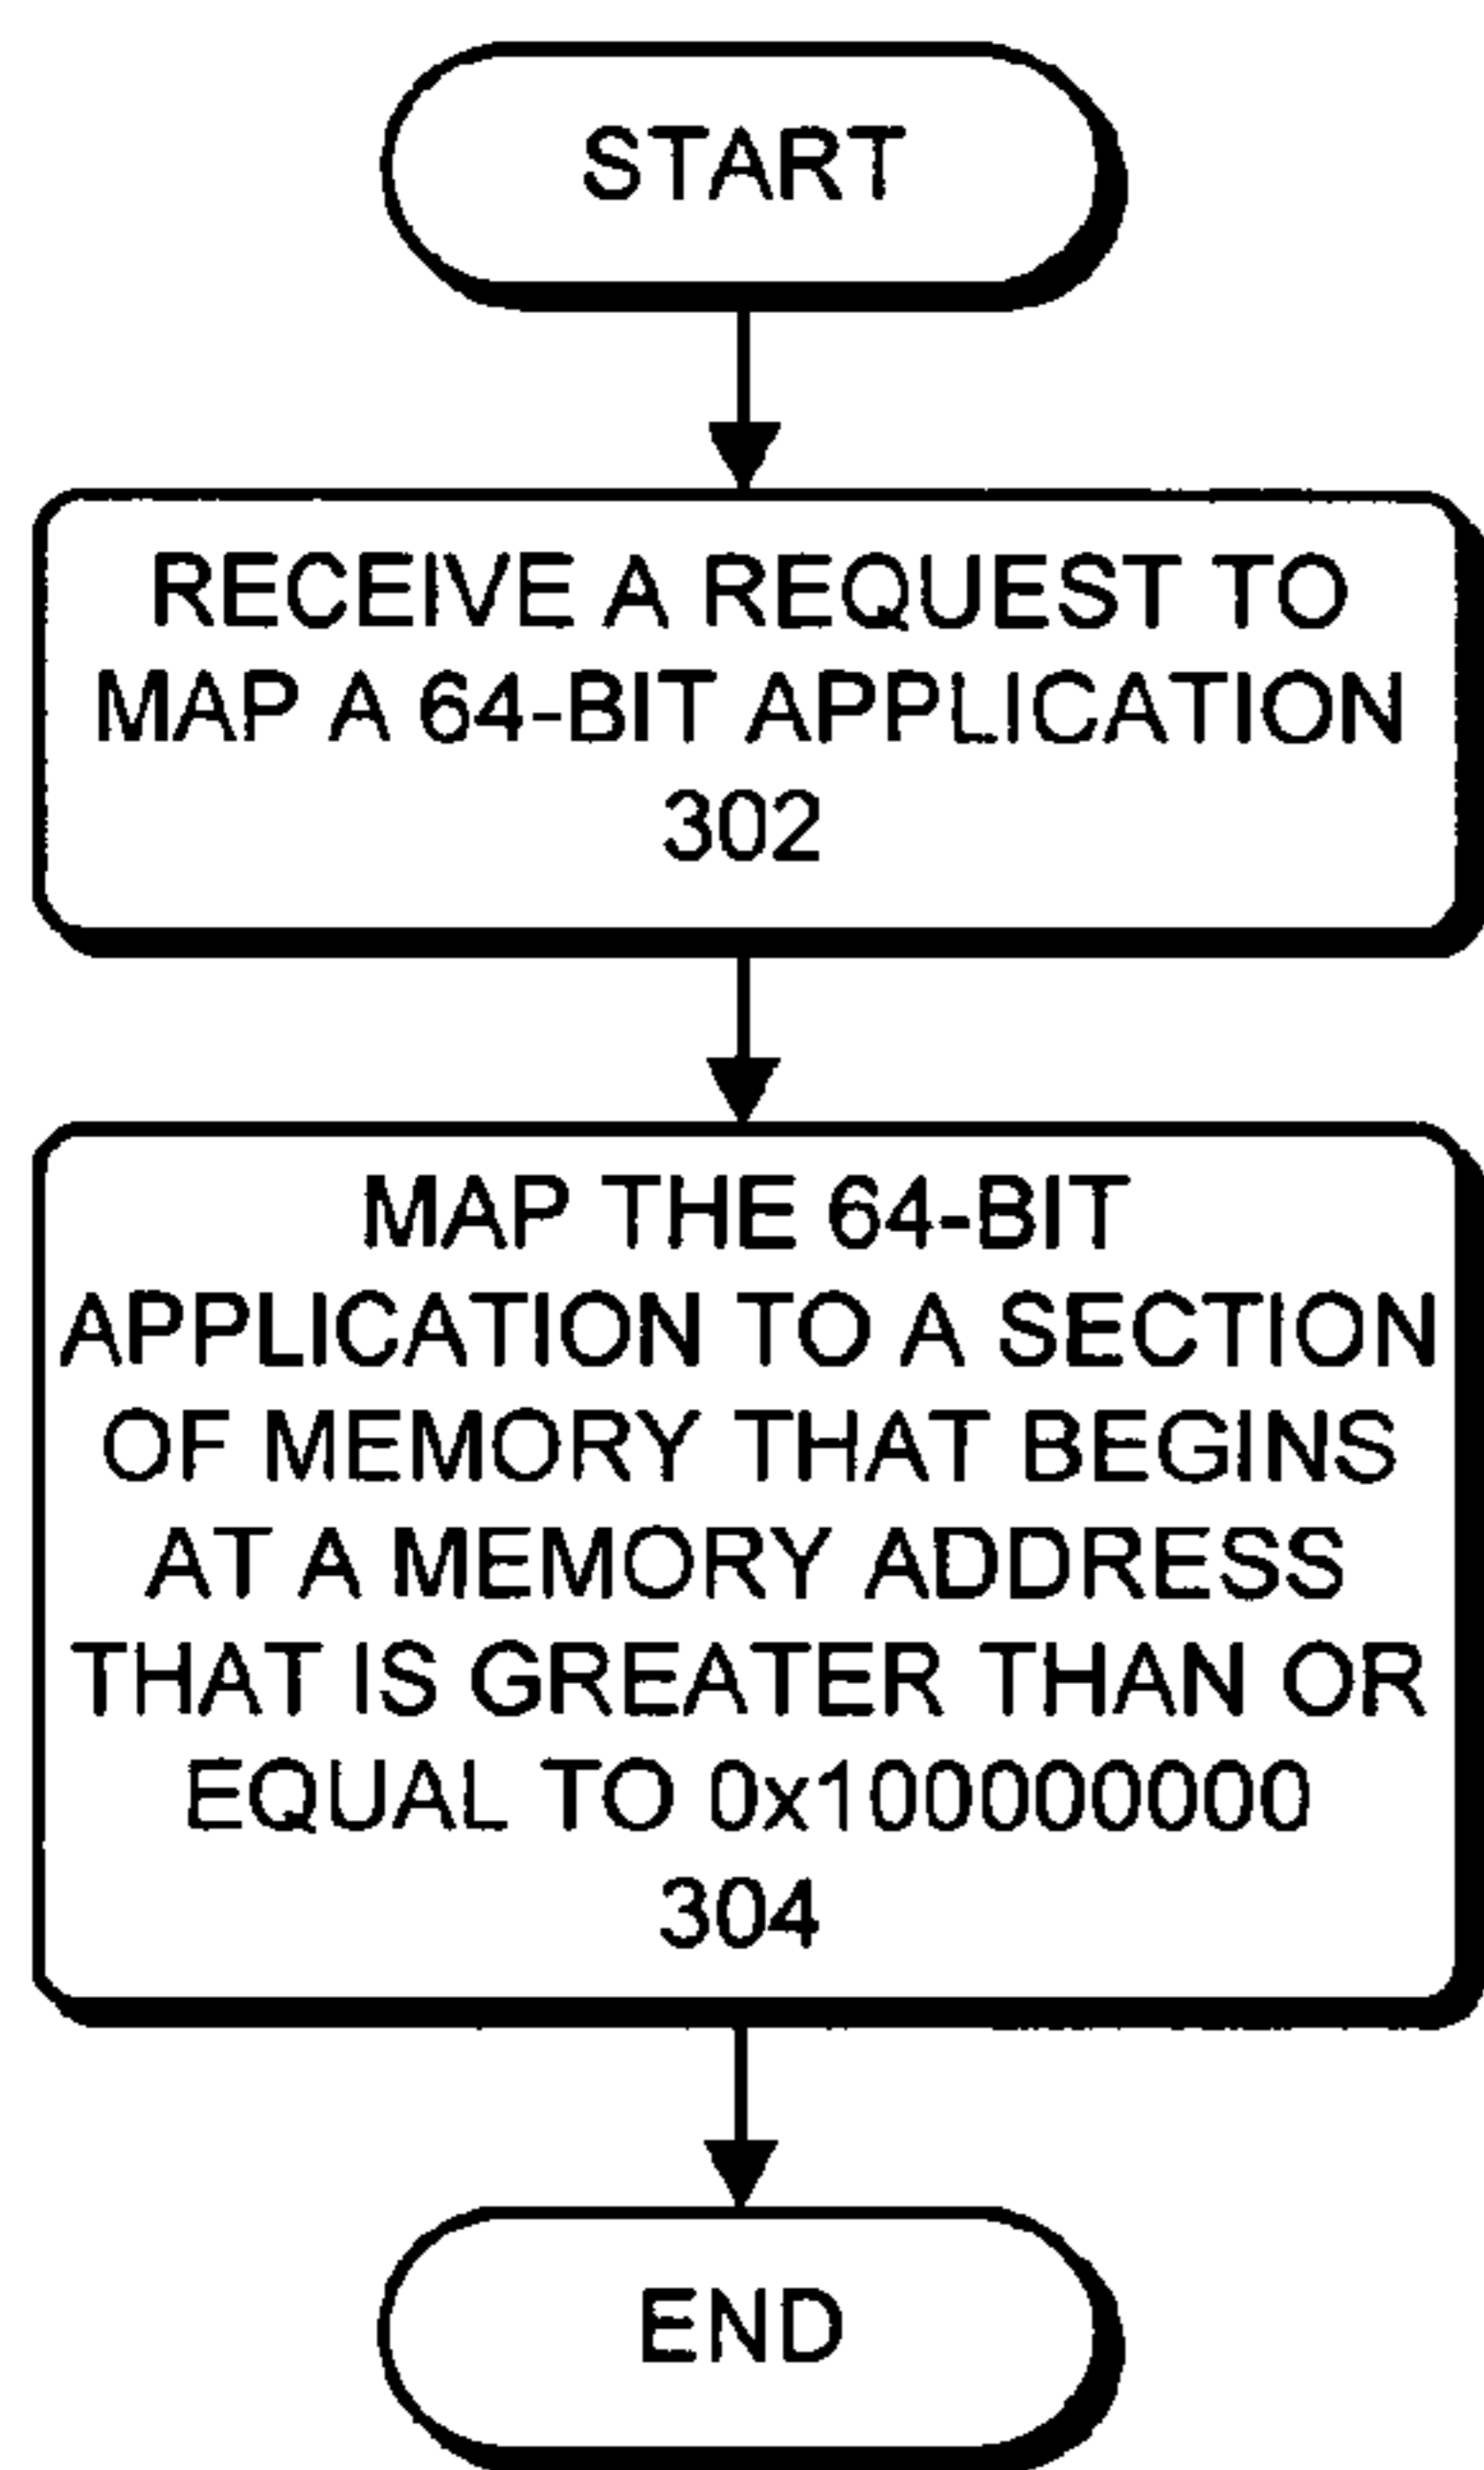 START
RECEIVE A REQUEST TO
MAP A 64-BIT APPLICATION
302
MAP THE 64-BIT
APPLICATION TO A SECTION
OF MEMORY THAT BEGINS
AT A MEMORY ADDRESS
THAT IS GREATER THAN OR
EQUAL TO 0x100000000
304
END